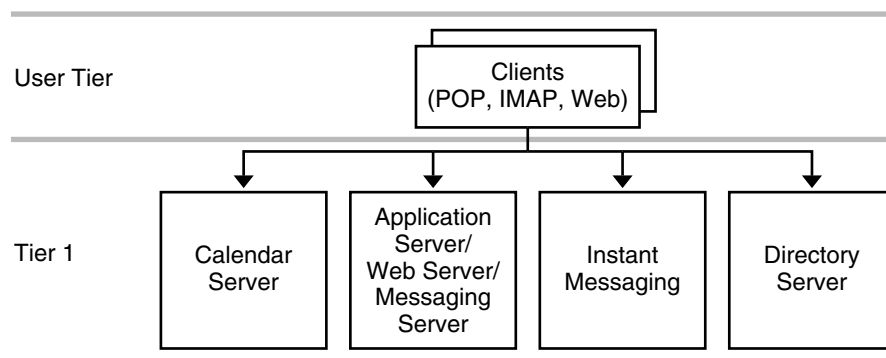 User Tier
Clients
(POP, IMAP, Web)
Tier 1
Calendar
Server
Application
Server/
Web Server/
Messaging
Server
Instant
Messaging
Directory
Server